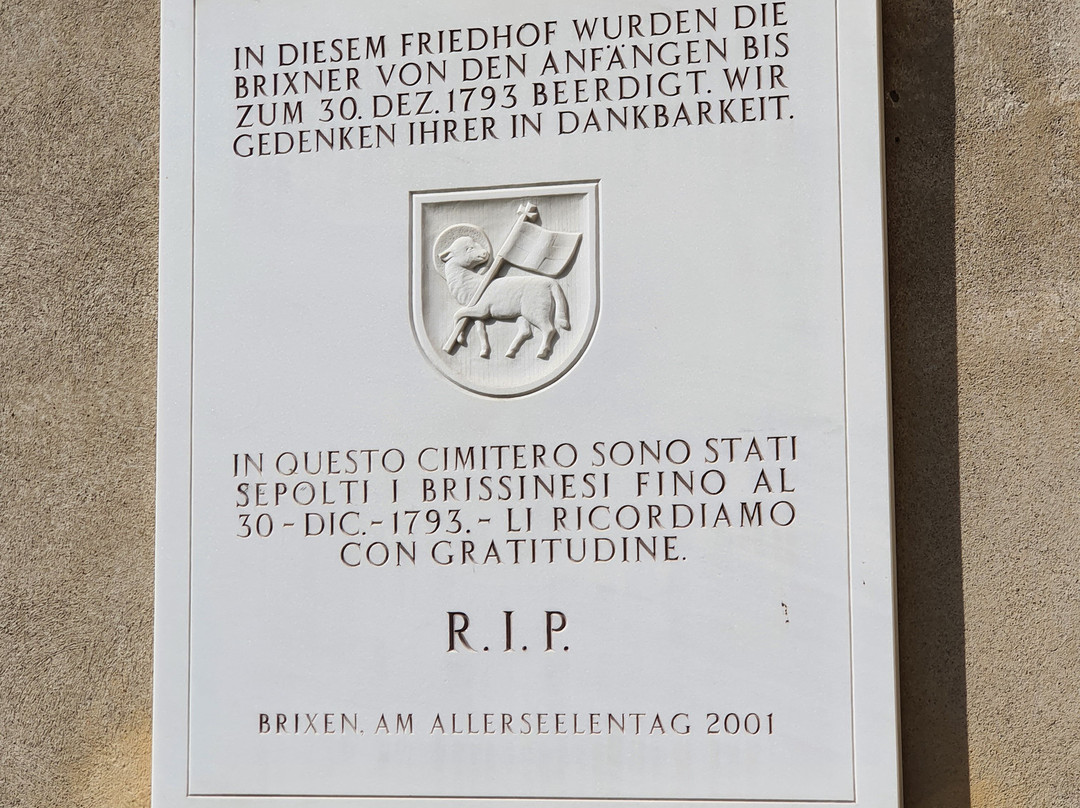 IN DIESEM FRIEDHOF WURDEN DIE
BRIXNER VON DEN ANFÄNGEN BIS
ZUM 30. DEZ. 1793 BEERDIGT. WIR
GEDENKEN IHRER IN DANKBARKEIT.
IN QUESTO CIMITERO SONO STATI
SEPOLTI I BRISSINESI FINO AL
30-DIC.-1793.- LI RICORDIAMO
CON GRATITUDINE.
R.I.P.
BRIXEN, AM ALLERSEELENTAG 2001